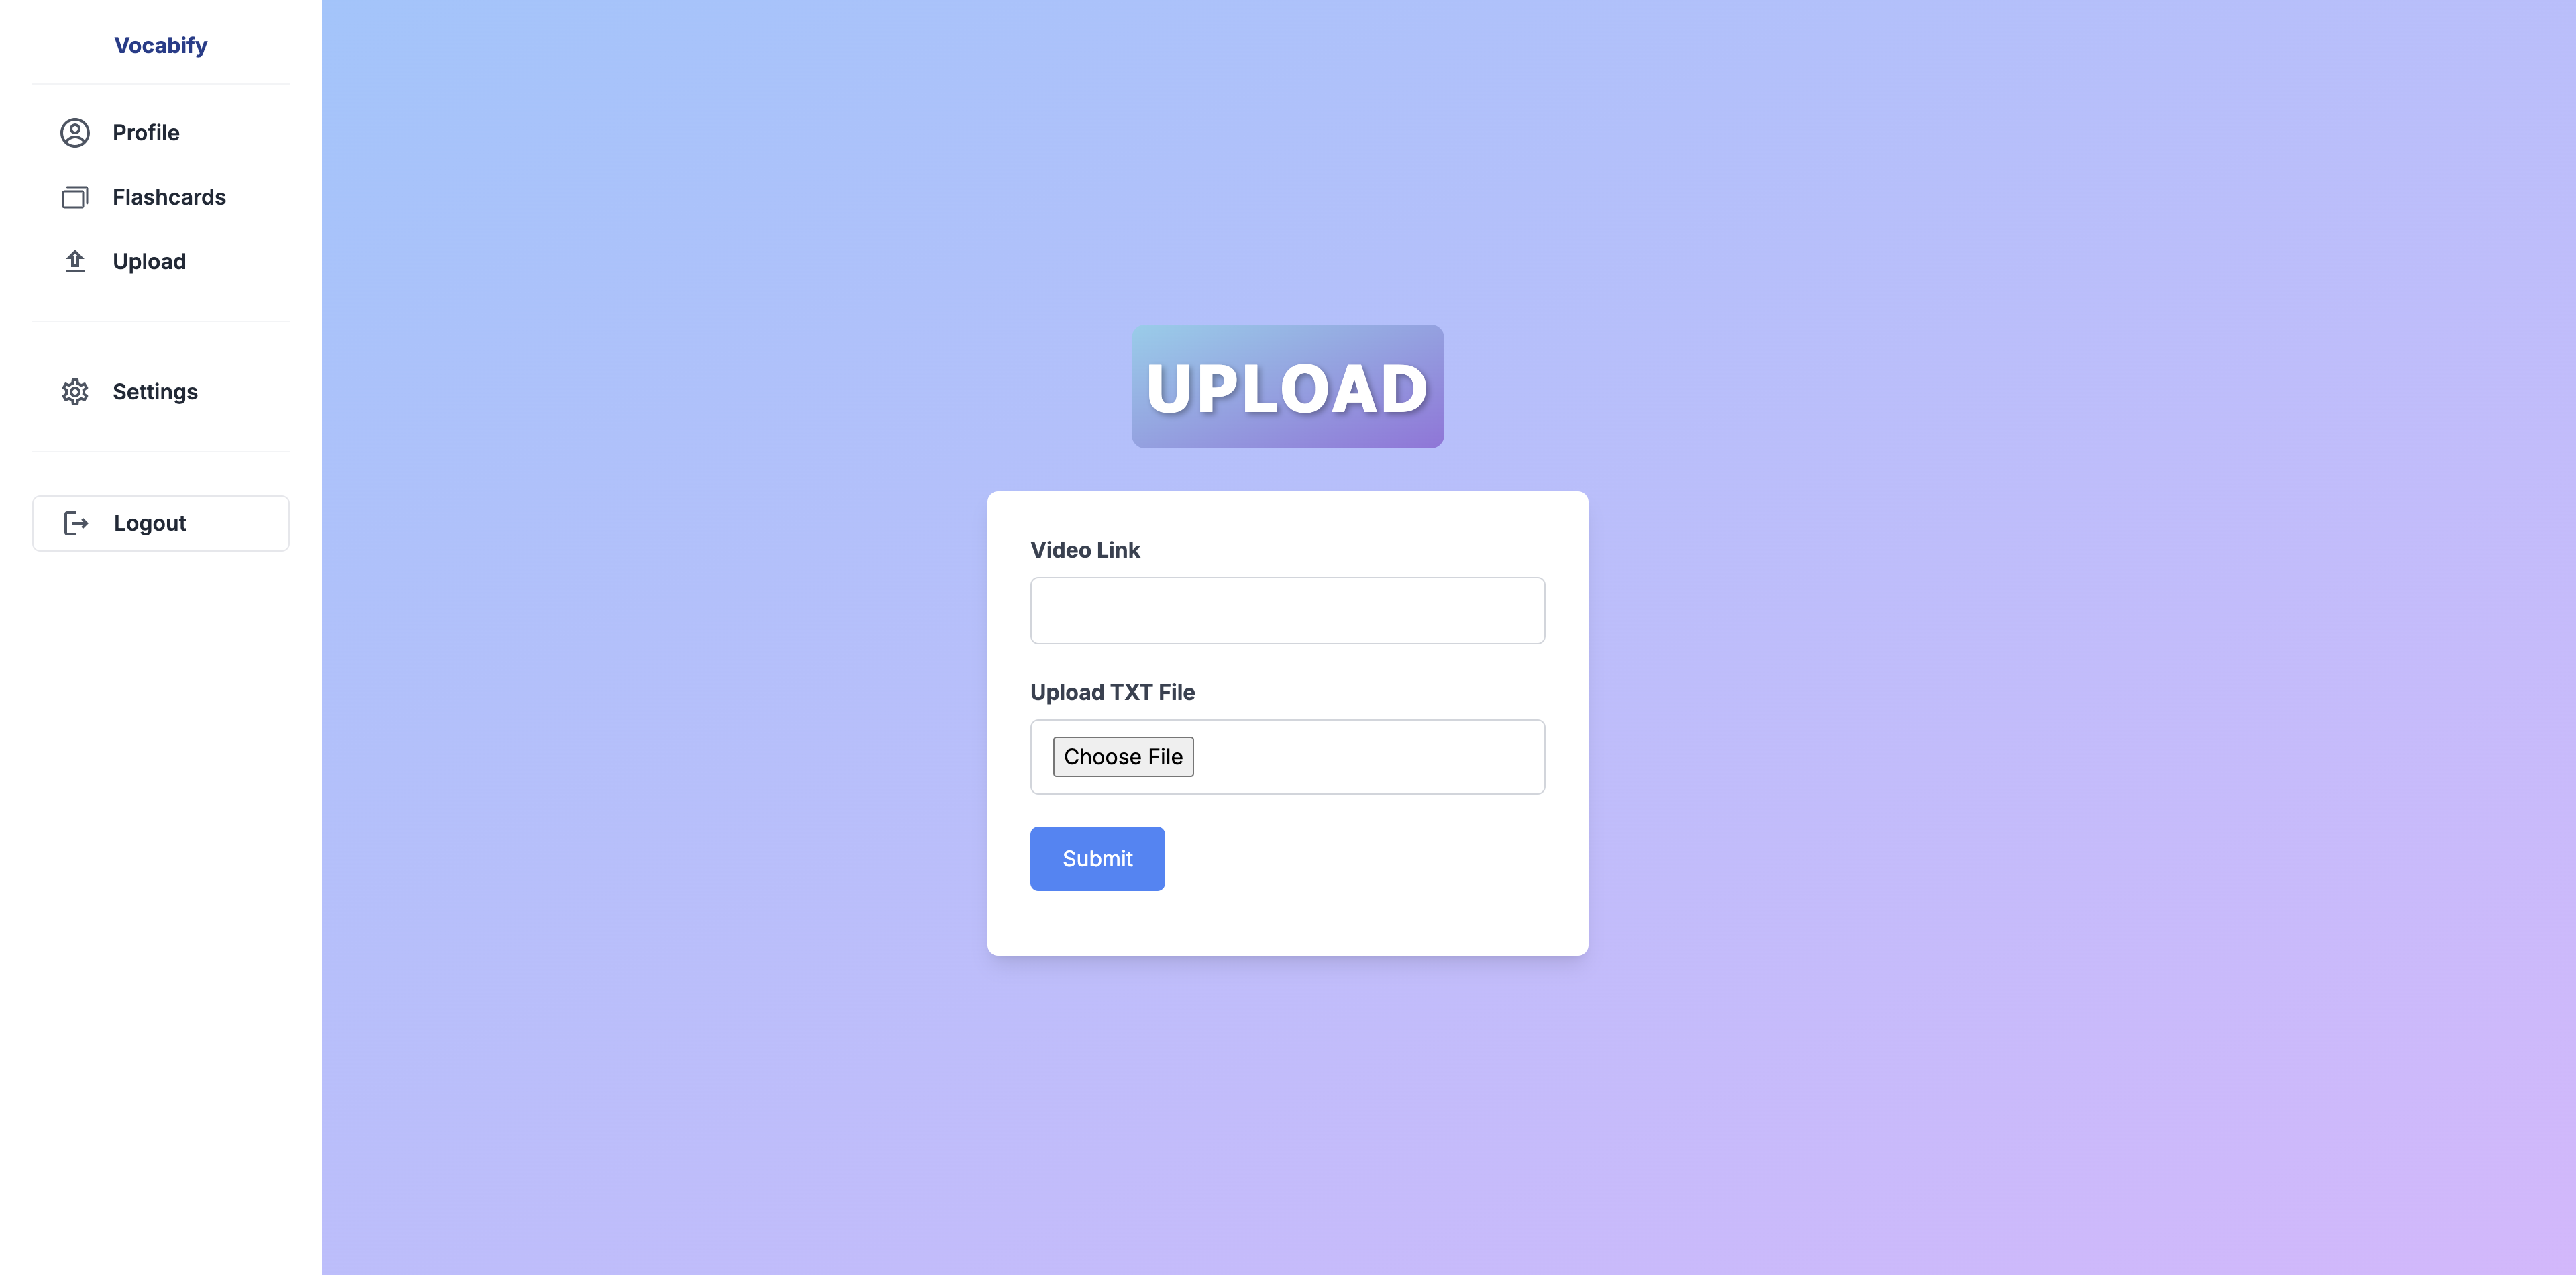 Vocabify
Profile
Flashcards
Upload
Settings
Logout
UPLOAD
Video Link
Upload TXT File
Choose File
Submit